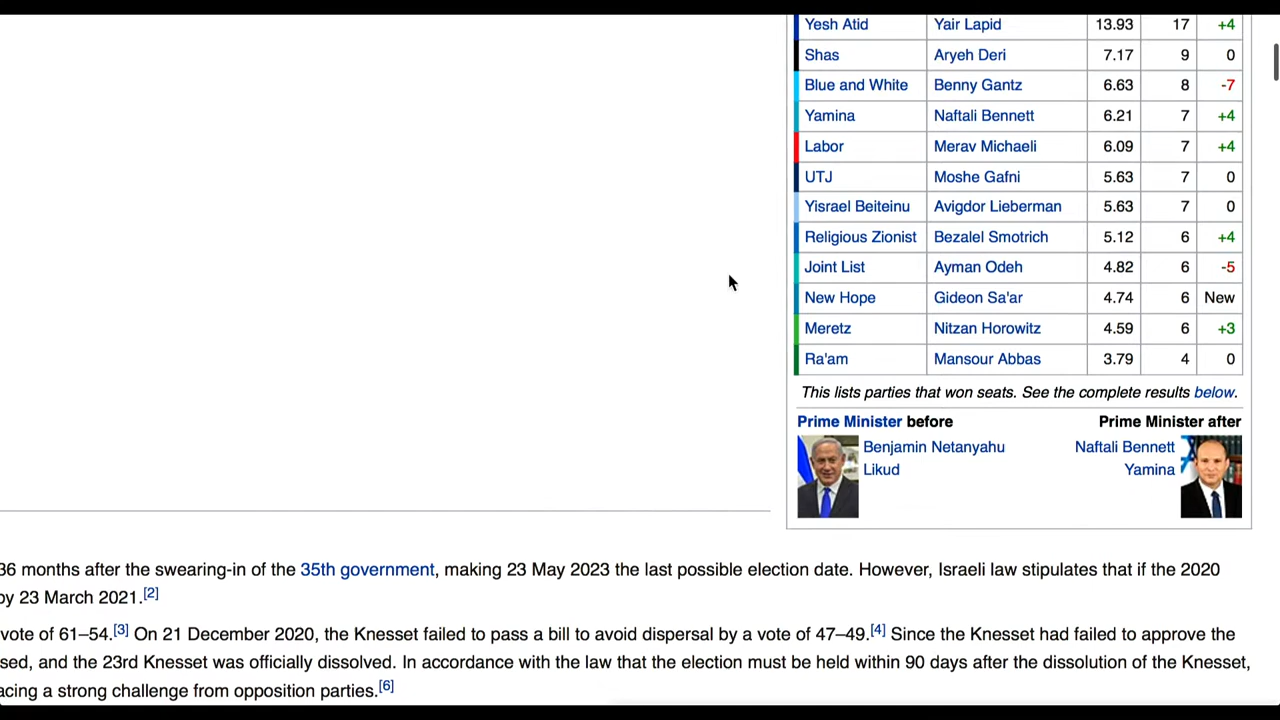 Yesh Atid Yair Lapid 13.93 17 +4
Shas Aryeh Deri 7.17 9 0
Blue and White Benny Gantz 6.63 8 -7
Yamina Naftali Bennett 6.21 7 +4
Labor Merav Michaeli 6.09 7 +4
UTJ Moshe Gafni 5.63 7 0
Yisrael Beiteinu Avigdor Lieberman 5.63 7 0
Religious Zionist Bezalel Smotrich 5.12 6 +4
Joint List Ayman Odeh 4.82 6 -5
New Hope Gideon Sa'ar 4.74 6 New
Meretz Nitzan Horowitz 4.59 6 +3
Ra'am Mansour Abbas 3.79 4 0
This lists parties that won seats. See the complete results below.
Prime Minister before Prime Minister after
Benjamin Netanyahu Naftali Bennett
Likud Yamina
36 months after the swearing-in of the 35th government, making 23 May 2023 the last possible election date. However, Israeli law stipulates that if the 2020
by 23 March 2021.[2]
vote of 61–54.[3] On 21 December 2020, the Knesset failed to pass a bill to avoid dispersal by a vote of 47–49.[4] Since the Knesset had failed to approve the
sed, and the 23rd Knesset was officially dissolved. In accordance with the law that the election must be held within 90 days after the dissolution of the Knesset,
acing a strong challenge from opposition parties.[6]